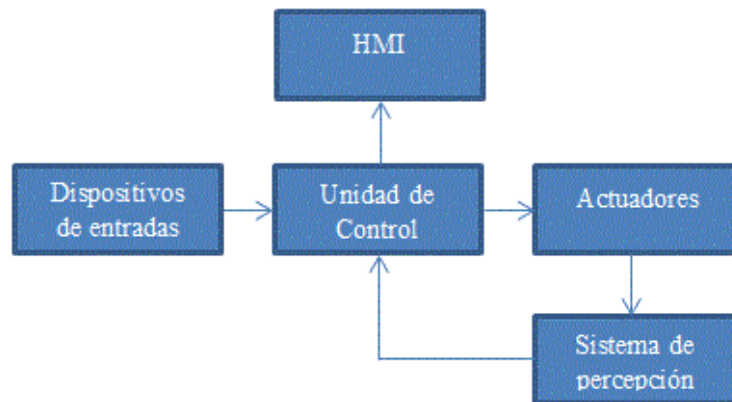 HMI
Dispositivos
de entradas
Unidad de
Control
Actuadores
Sistema de
percepción